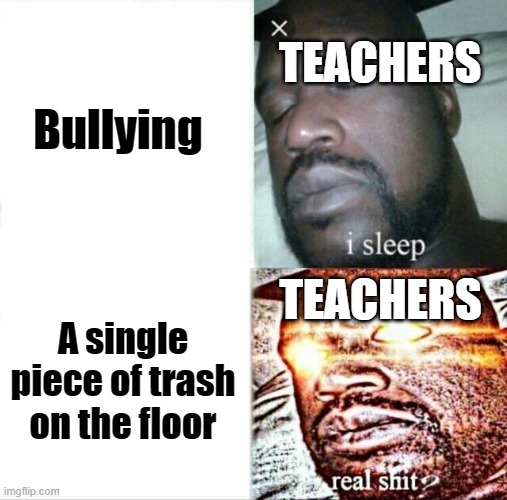 TEACHERS
Bullying
i sleep
TEACHERS
A single
piece of trash
on the floor
real shit?
imgflip.com